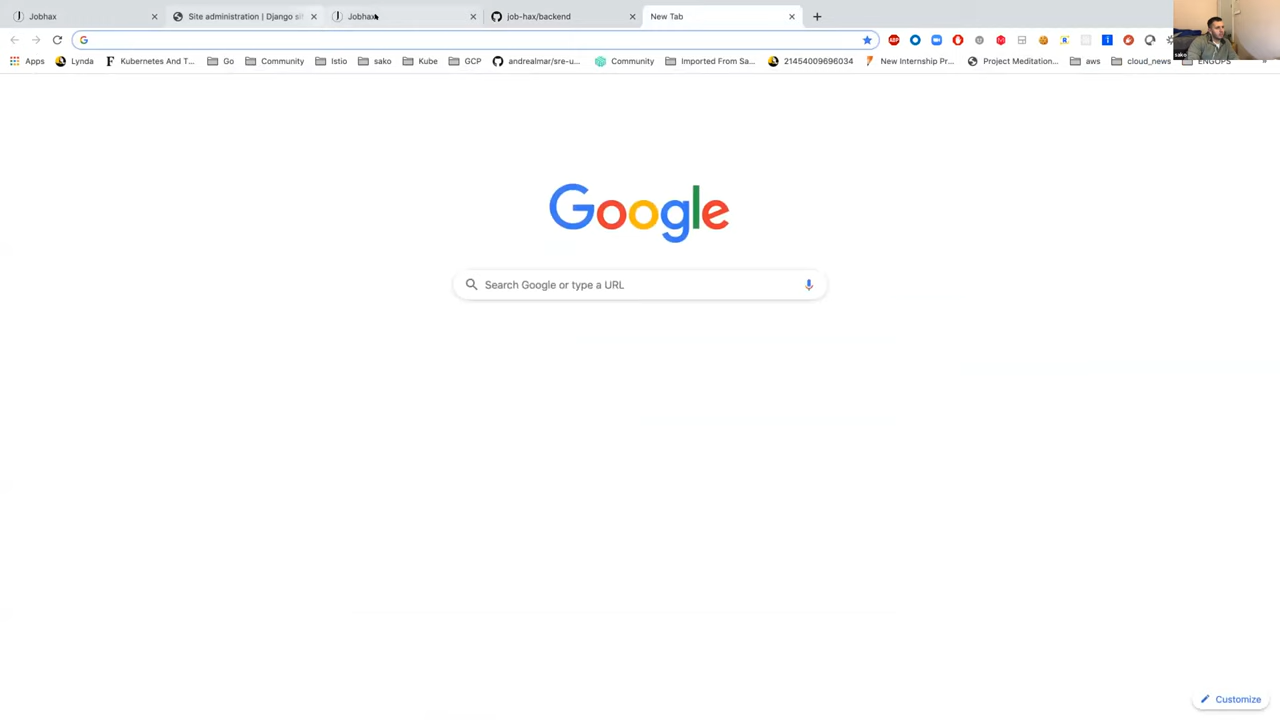 Jobhax
Site administration | Django sit
Jobhax
job-hax/backend
New Tab
Apps
Lynda
Kubernetes And T...
Go
Community
Istio
sako
Kube
GCP
andrealmar/sre-u...
Community
Imported From Sa...
21454009696034
New Internship Pr...
Project Meditation...
aws
cloud_news
ENGOPS
»
Google
Search Google or type a URL
Customize